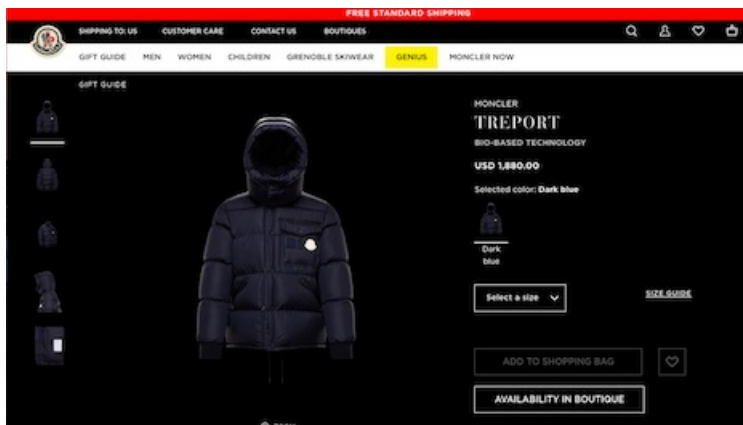 FREE STANDARD SHIPPING
SHIPPING TO: US CUSTOMER CARE CONTACT US BOUTIQUES
GIFT GUIDE MEN WOMEN CHILDREN GRENOBLE SKIWEAR GENIUS MONCLER NOW
GIFT GUIDE
MONCLER
TREPORT
BIO-BASED TECHNOLOGY
USD 1,880.00
Selected color: Dark blue
Dark
blue
Select a size
SIZE GUIDE
ADD TO SHOPPING BAG
AVAILABILITY IN BOUTIQUE